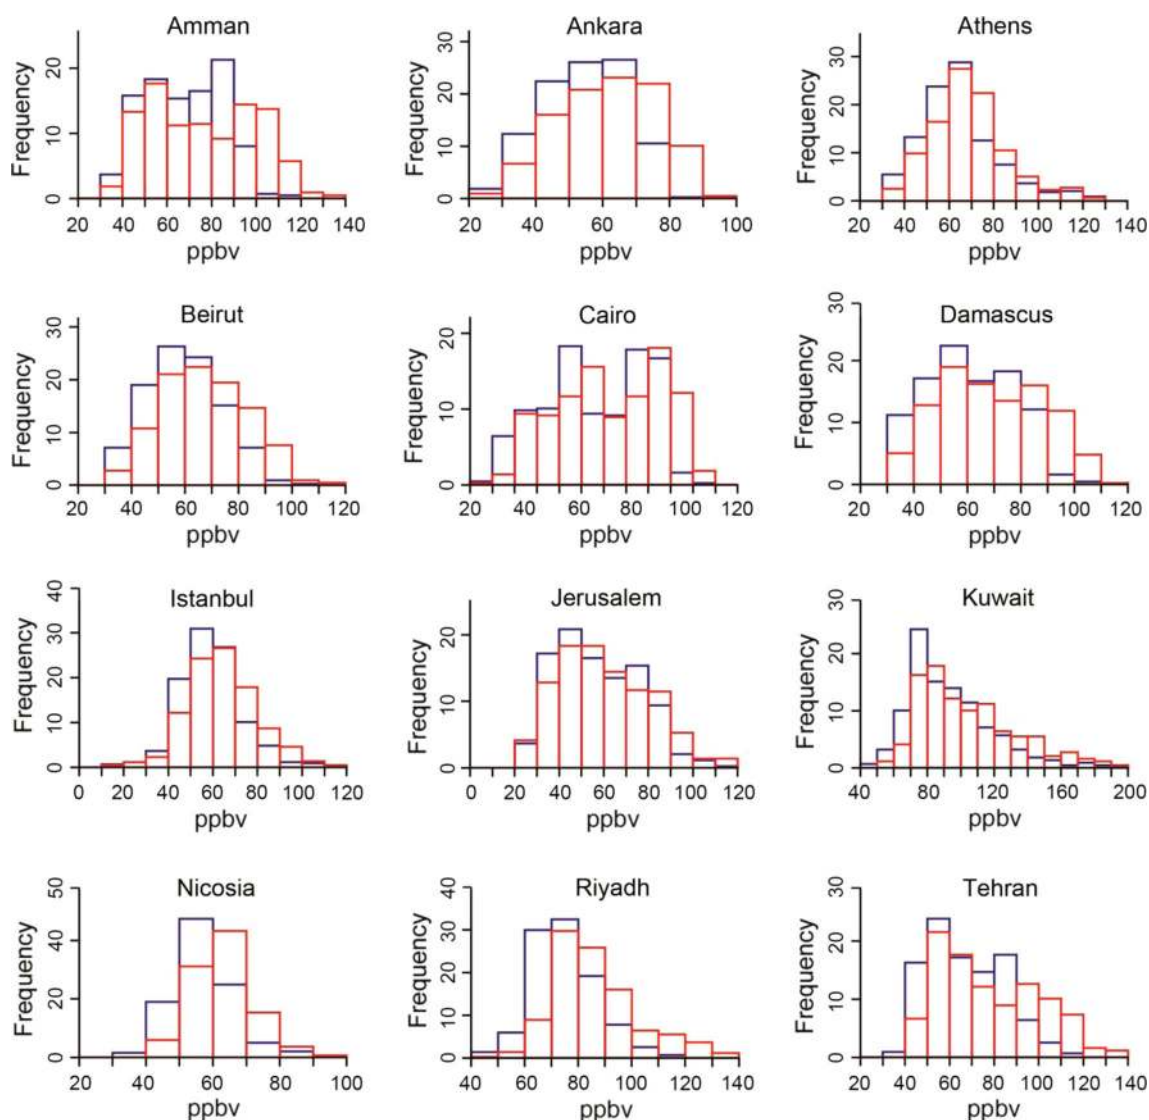 Amman
Frequency
20
10
0
20 40 60 80 100 120 140
ppbv
Ankara
Frequency
30
20
10
0
20 40 60 80 100
ppbv
Athens
Frequency
30
20
10
0
20 40 60 80 100 120 140
ppbv
Beirut
Frequency
30
20
10
0
20 40 60 80 100 120
ppbv
Cairo
Frequency
20
10
0
20 40 60 80 100 120
ppbv
Damascus
Frequency
30
20
10
0
20 40 60 80 100 120
ppbv
Istanbul
Frequency
40
30
20
10
0
0 20 40 60 80 100 120
ppbv
Jerusalem
Frequency
20
10
0
0 20 40 60 80 100 120
ppbv
Kuwait
Frequency
30
20
10
0
40 80 120 160 200
ppbv
Nicosia
Frequency
50
40
20
0
20 40 60 80 100
ppbv
Riyadh
Frequency
40
30
20
10
0
40 60 80 100 120 140
ppbv
Tehran
Frequency
30
20
10
0
20 40 60 80 100 120 140
ppbv